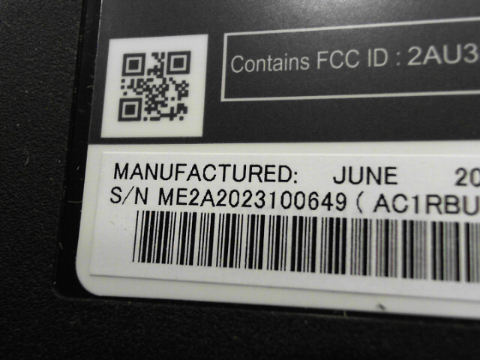 Contains FCC ID : 2AU3
MANUFACTURED: JUNE 20
S/N ME2A2023100649 ( AC1RBU